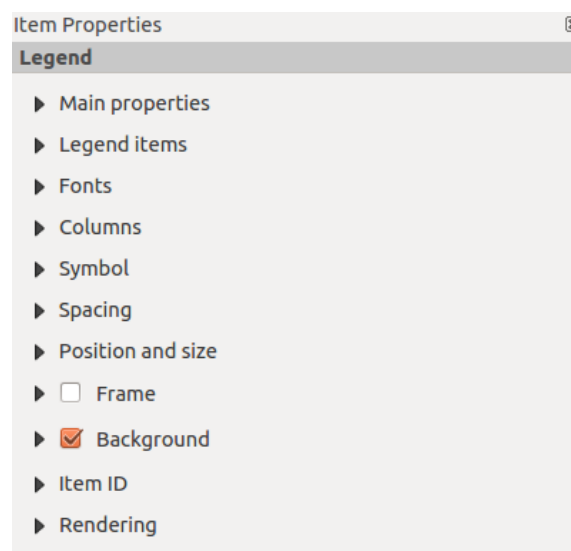 Item Properties
Legend
Main properties
Legend items
Fonts
Columns
Symbol
Spacing
Position and size
Frame
Background
Item ID
Rendering